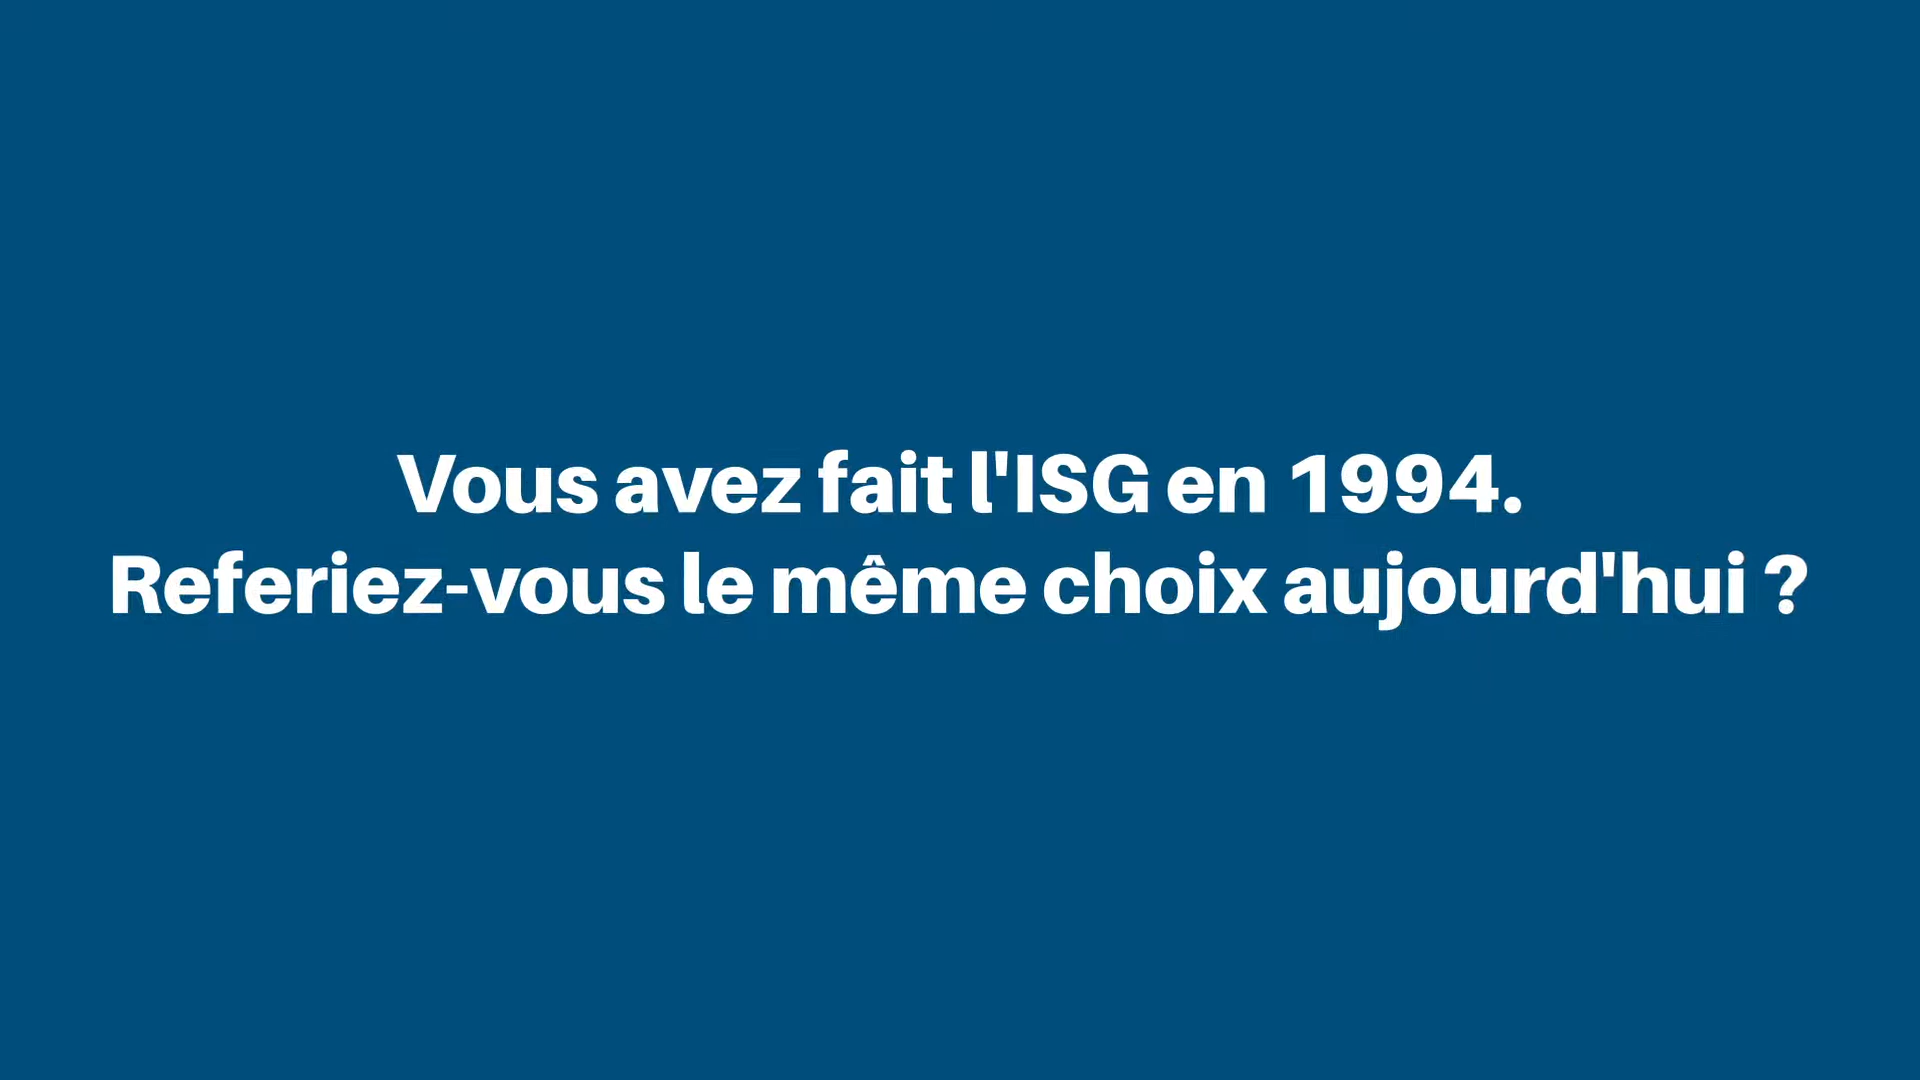 Vous avez fait l'ISG en 1994.
Referiez-vous le même choix aujourd'hui ?